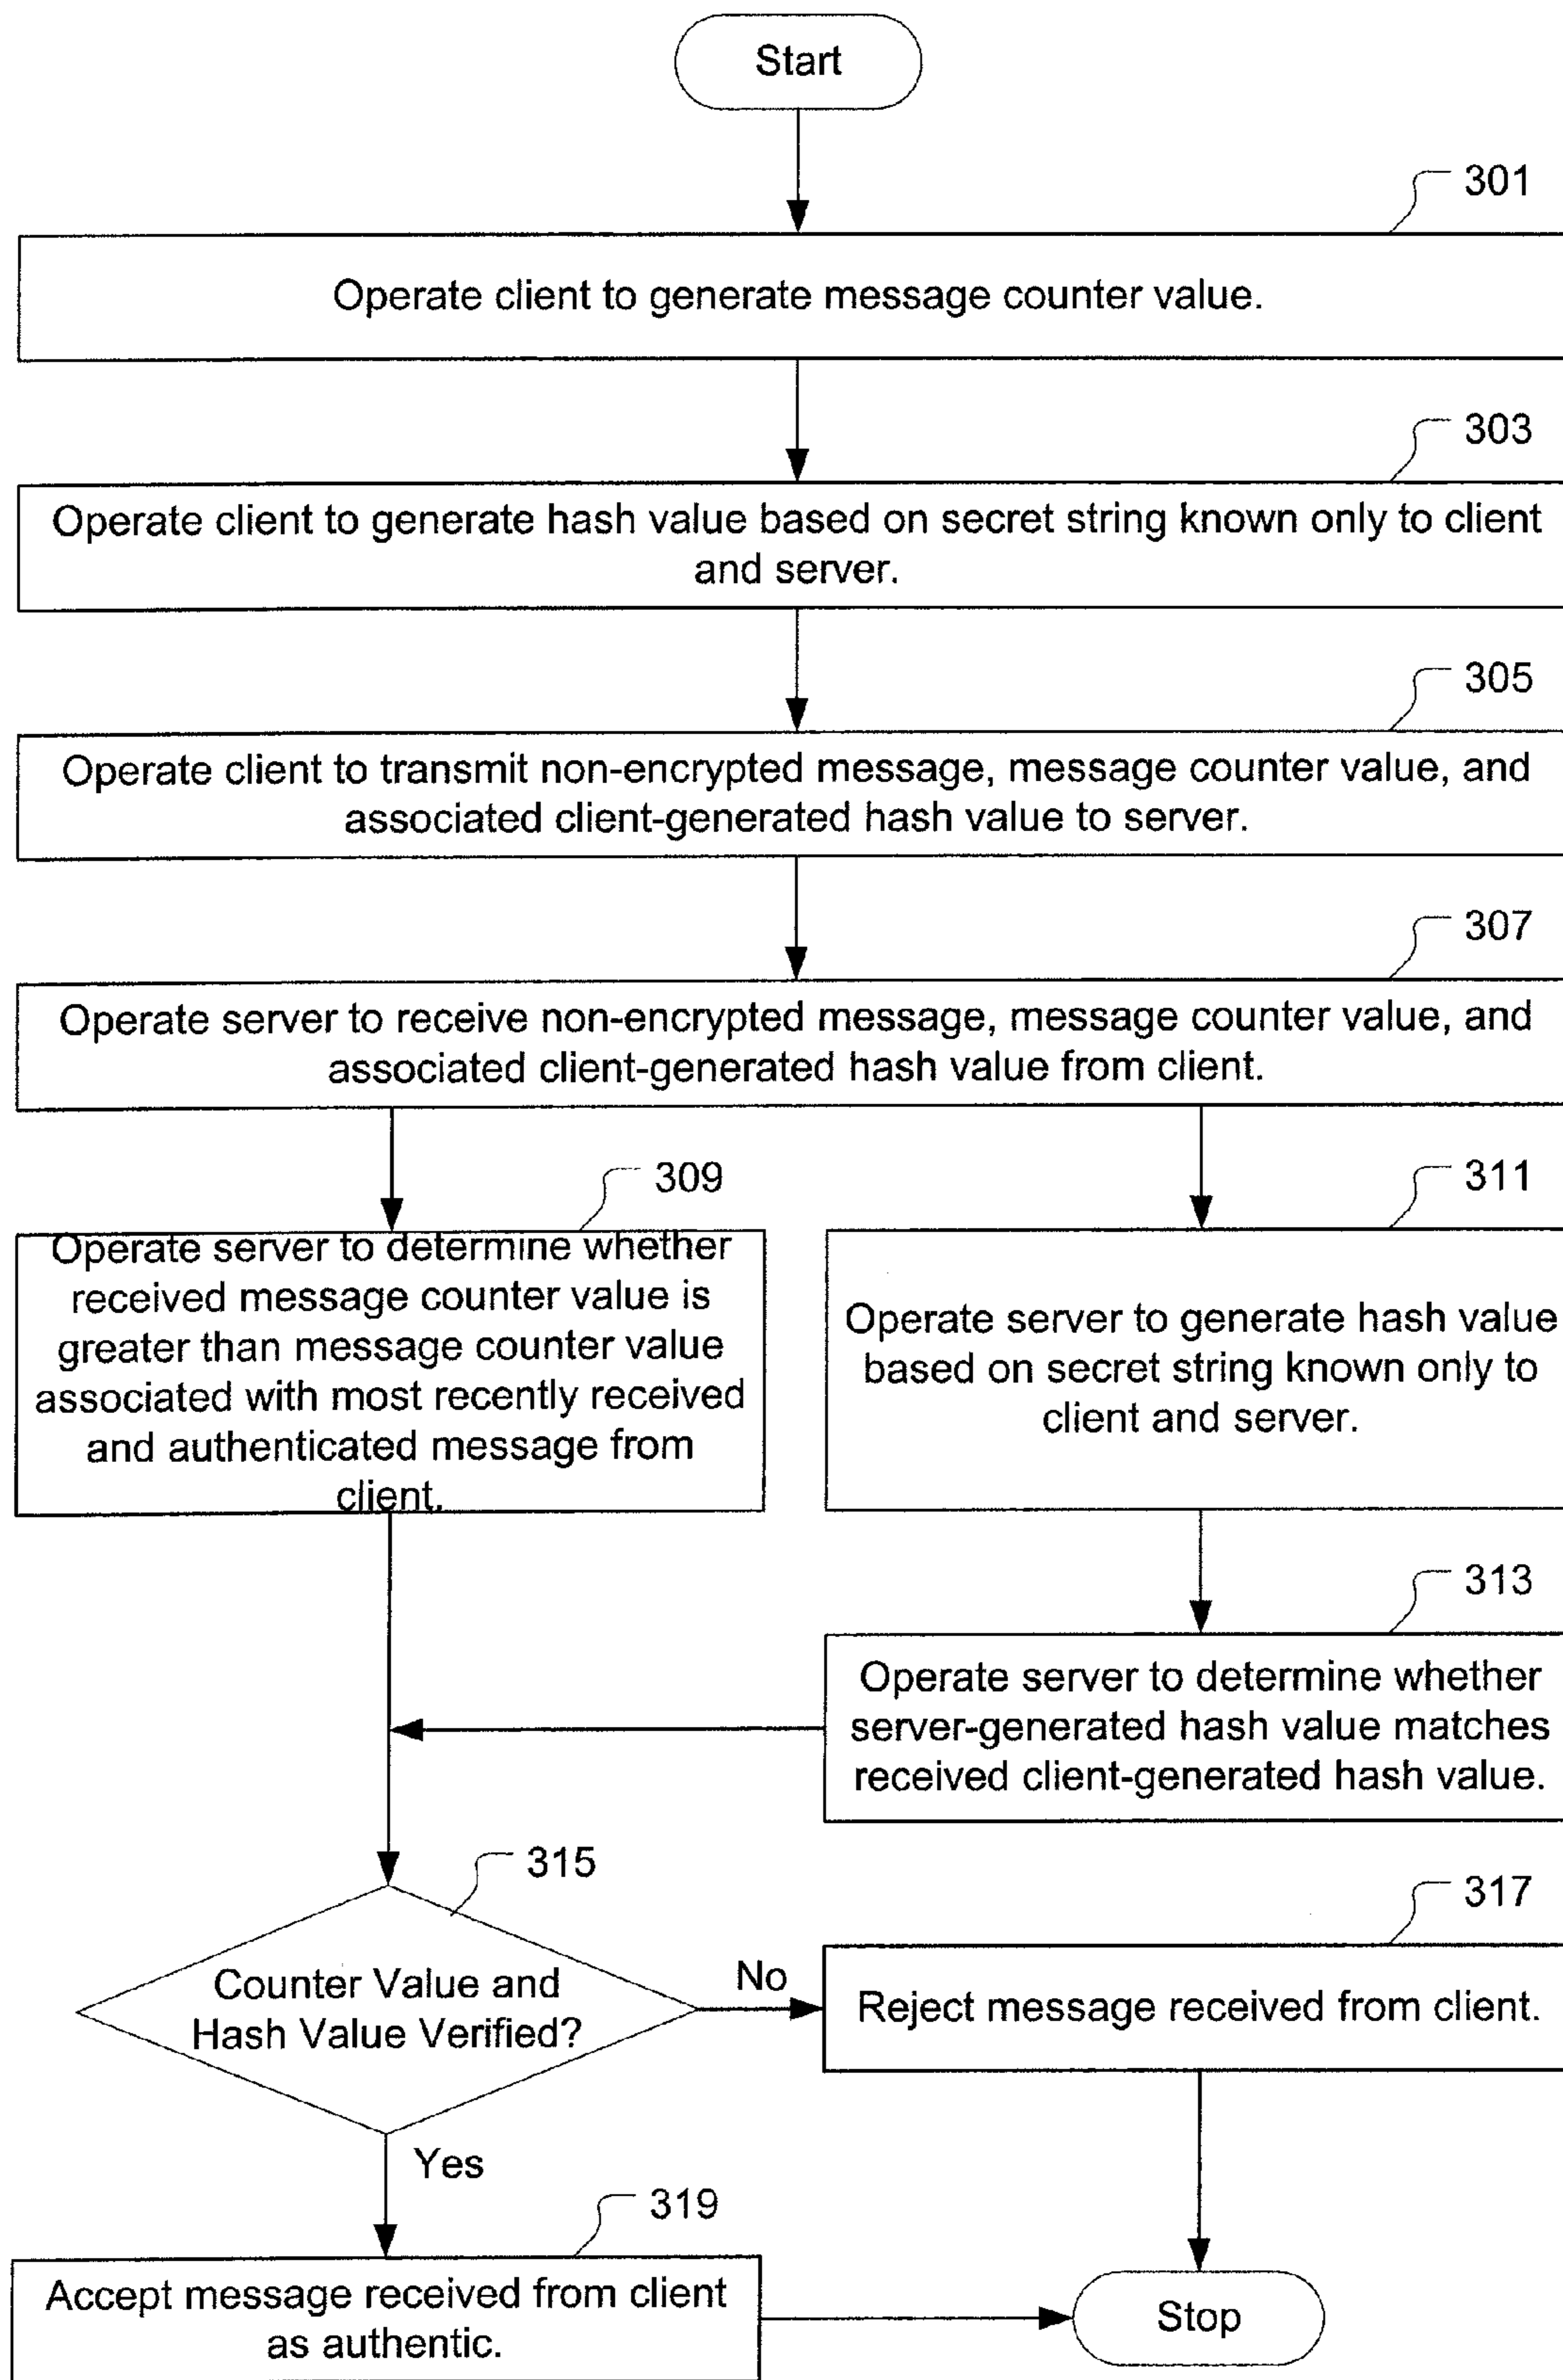 Start
301
Operate client to generate message counter value.
303
Operate client to generate hash value based on secret string known only to client
and server.
305
Operate client to transmit non-encrypted message, message counter value, and
associated client-generated hash value to server.
307
Operate server to receive non-encrypted message, message counter value, and
associated client-generated hash value from client.
309
Operate server to determine whether
received message counter value is
greater than message counter value
associated with most recently received
and authenticated message from
client.
311
Operate server to generate hash value
based on secret string known only to
client and server.
313
Operate server to determine whether
server-generated hash value matches
received client-generated hash value.
315
Counter Value and
Hash Value Verified?
No
317
Reject message received from client.
Yes
319
Accept message received from client
as authentic.
Stop